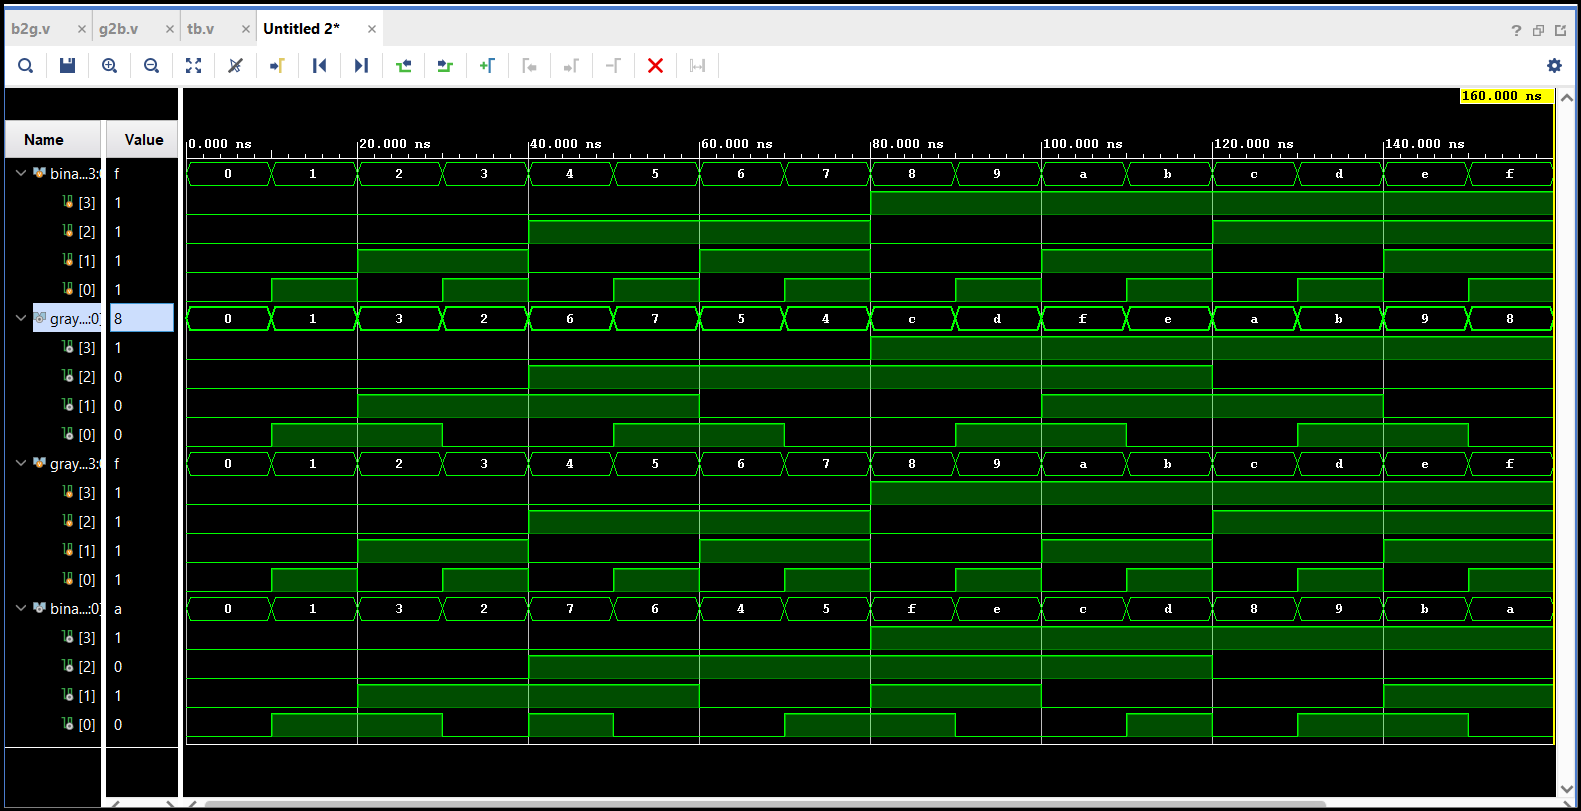 b2g.v × g2b.v × tb.v × Untitled 2* ×
?
160.000 ns
Name Value
0.000 ns 20.000 ns 40.000 ns 60.000 ns 80.000 ns 100.000 ns 120.000 ns 140.000 ns
bina...3:0 f 0 1 2 3 4 5 6 7 8 9 a b c d e f
[3] 1
[2] 1
[1] 1
[0] 1
gray...:0] 8 0 1 3 2 6 7 5 4 c d f e a b 9 8
[3] 1
[2] 0
[1] 0
[0] 0
gray...3:0 f 0 1 2 3 4 5 6 7 8 9 a b c d e f
[3] 1
[2] 1
[1] 1
[0] 1
bina...:0] a 0 1 3 2 7 6 4 5 f e c d 8 9 b a
[3] 1
[2] 0
[1] 1
[0] 0